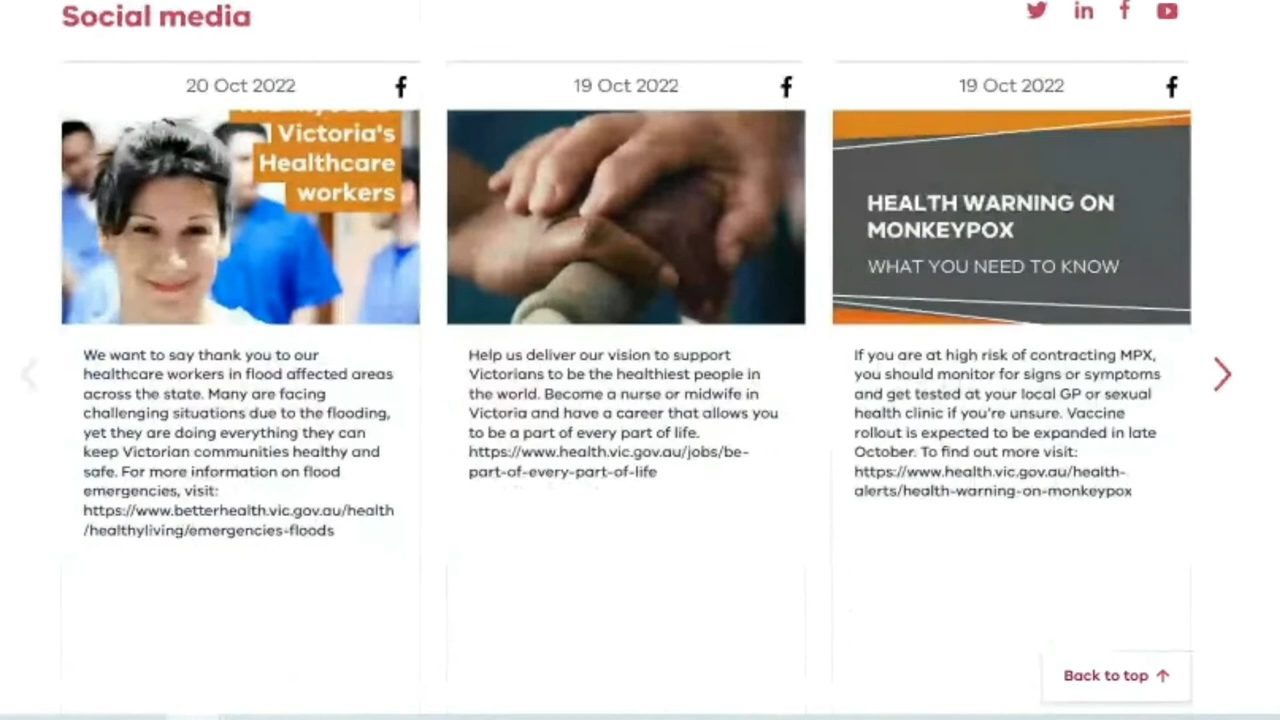 Social media
20 Oct 2022
Victoria's
Healthcare
workers
We want to say thank you to our
healthcare workers in flood affected areas
across the state. Many are facing
challenging situations due to the flooding,
yet they are doing everything they can
keep Victorian communities healthy and
safe. For more information on flood
emergencies, visit:
https://www.betterhealth.vic.gov.au/health
/healthyliving/emergencies-floods
19 Oct 2022
Help us deliver our vision to support
Victorians to be the healthiest people in
the world. Become a nurse or midwife in
Victoria and have a career that allows you
to be a part of every part of life.
https://www.health.vic.gov.au/jobs/be-
part-of-every-part-of-life
19 Oct 2022
HEALTH WARNING ON
MONKEYPOX
WHAT YOU NEED TO KNOW
If you are at high risk of contracting MPX,
you should monitor for signs or symptoms
and get tested at your local GP or sexual
health clinic if you're unsure. Vaccine
rollout is expected to be expanded in late
October. To find out more visit:
https://www.health.vic.gov.au/health-
alerts/health-warning-on-monkeypox
Back to top